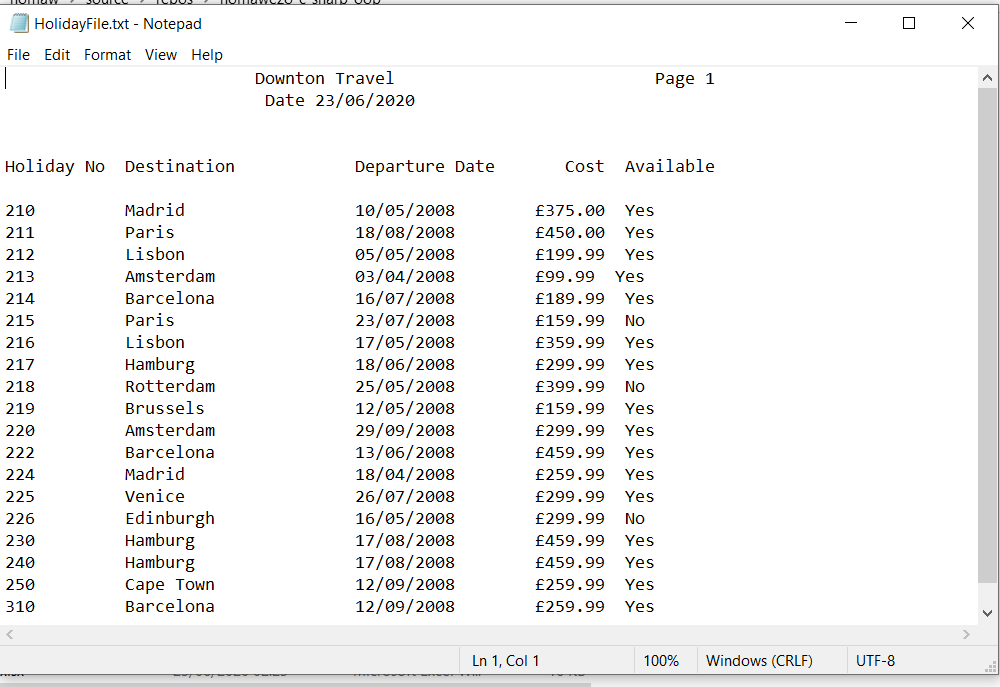 HolidayFile.txt - Notepad
File Edit Format View Help
Downton Travel Page 1
Date 23/06/2020
Holiday No Destination Departure Date Cost Available
210 Madrid 10/05/2008 £375.00 Yes
211 Paris 18/08/2008 £450.00 Yes
212 Lisbon 05/05/2008 £199.99 Yes
213 Amsterdam 03/04/2008 £99.99 Yes
214 Barcelona 16/07/2008 £189.99 Yes
215 Paris 23/07/2008 £159.99 No
216 Lisbon 17/05/2008 £359.99 Yes
217 Hamburg 18/06/2008 £299.99 Yes
218 Rotterdam 25/05/2008 £399.99 No
219 Brussels 12/05/2008 £159.99 Yes
220 Amsterdam 29/09/2008 £299.99 Yes
222 Barcelona 13/06/2008 £459.99 Yes
224 Madrid 18/04/2008 £259.99 Yes
225 Venice 26/07/2008 £299.99 Yes
226 Edinburgh 16/05/2008 £299.99 No
230 Hamburg 17/08/2008 £459.99 Yes
240 Hamburg 17/08/2008 £459.99 Yes
250 Cape Town 12/09/2008 £259.99 Yes
310 Barcelona 12/09/2008 £259.99 Yes
Ln 1, Col 1 100% Windows (CRLF) UTF-8